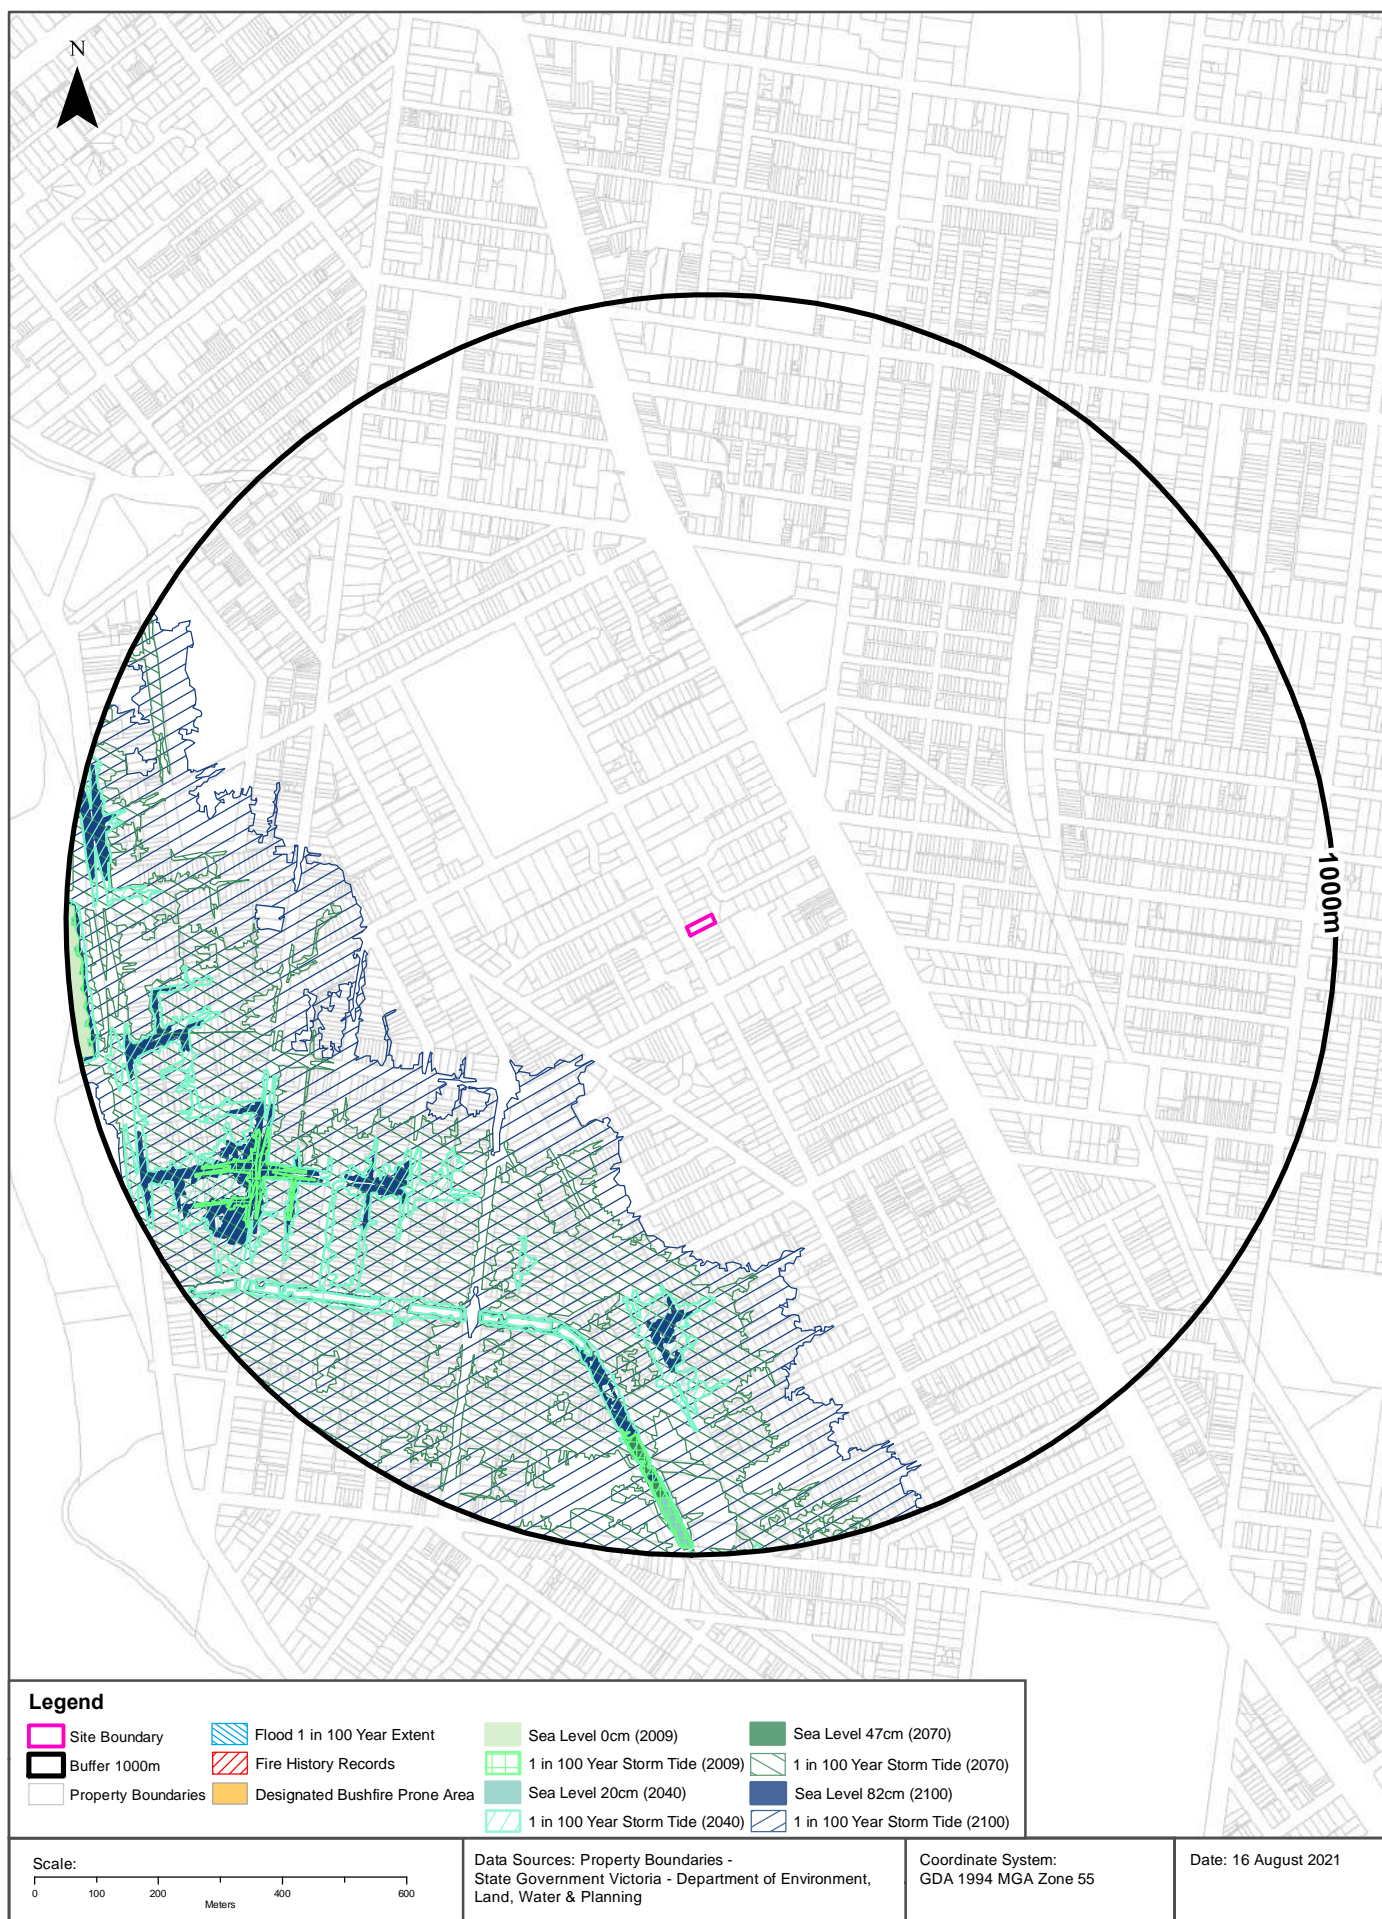 N
1000m
Legend
Site Boundary
Buffer 1000m
Property Boundaries
Flood 1 in 100 Year Extent
Fire History Records
Designated Bushfire Prone Area
Sea Level 0cm (2009)
1 in 100 Year Storm Tide (2009)
Sea Level 20cm (2040)
1 in 100 Year Storm Tide (2040)
Sea Level 47cm (2070)
1 in 100 Year Storm Tide (2070)
Sea Level 82cm (2100)
1 in 100 Year Storm Tide (2100)
Scale:
0 100 200 400 600
Meters
Data Sources: Property Boundaries -
State Government Victoria - Department of Environment,
Land, Water & Planning
Coordinate System:
GDA 1994 MGA Zone 55
Date: 16 August 2021